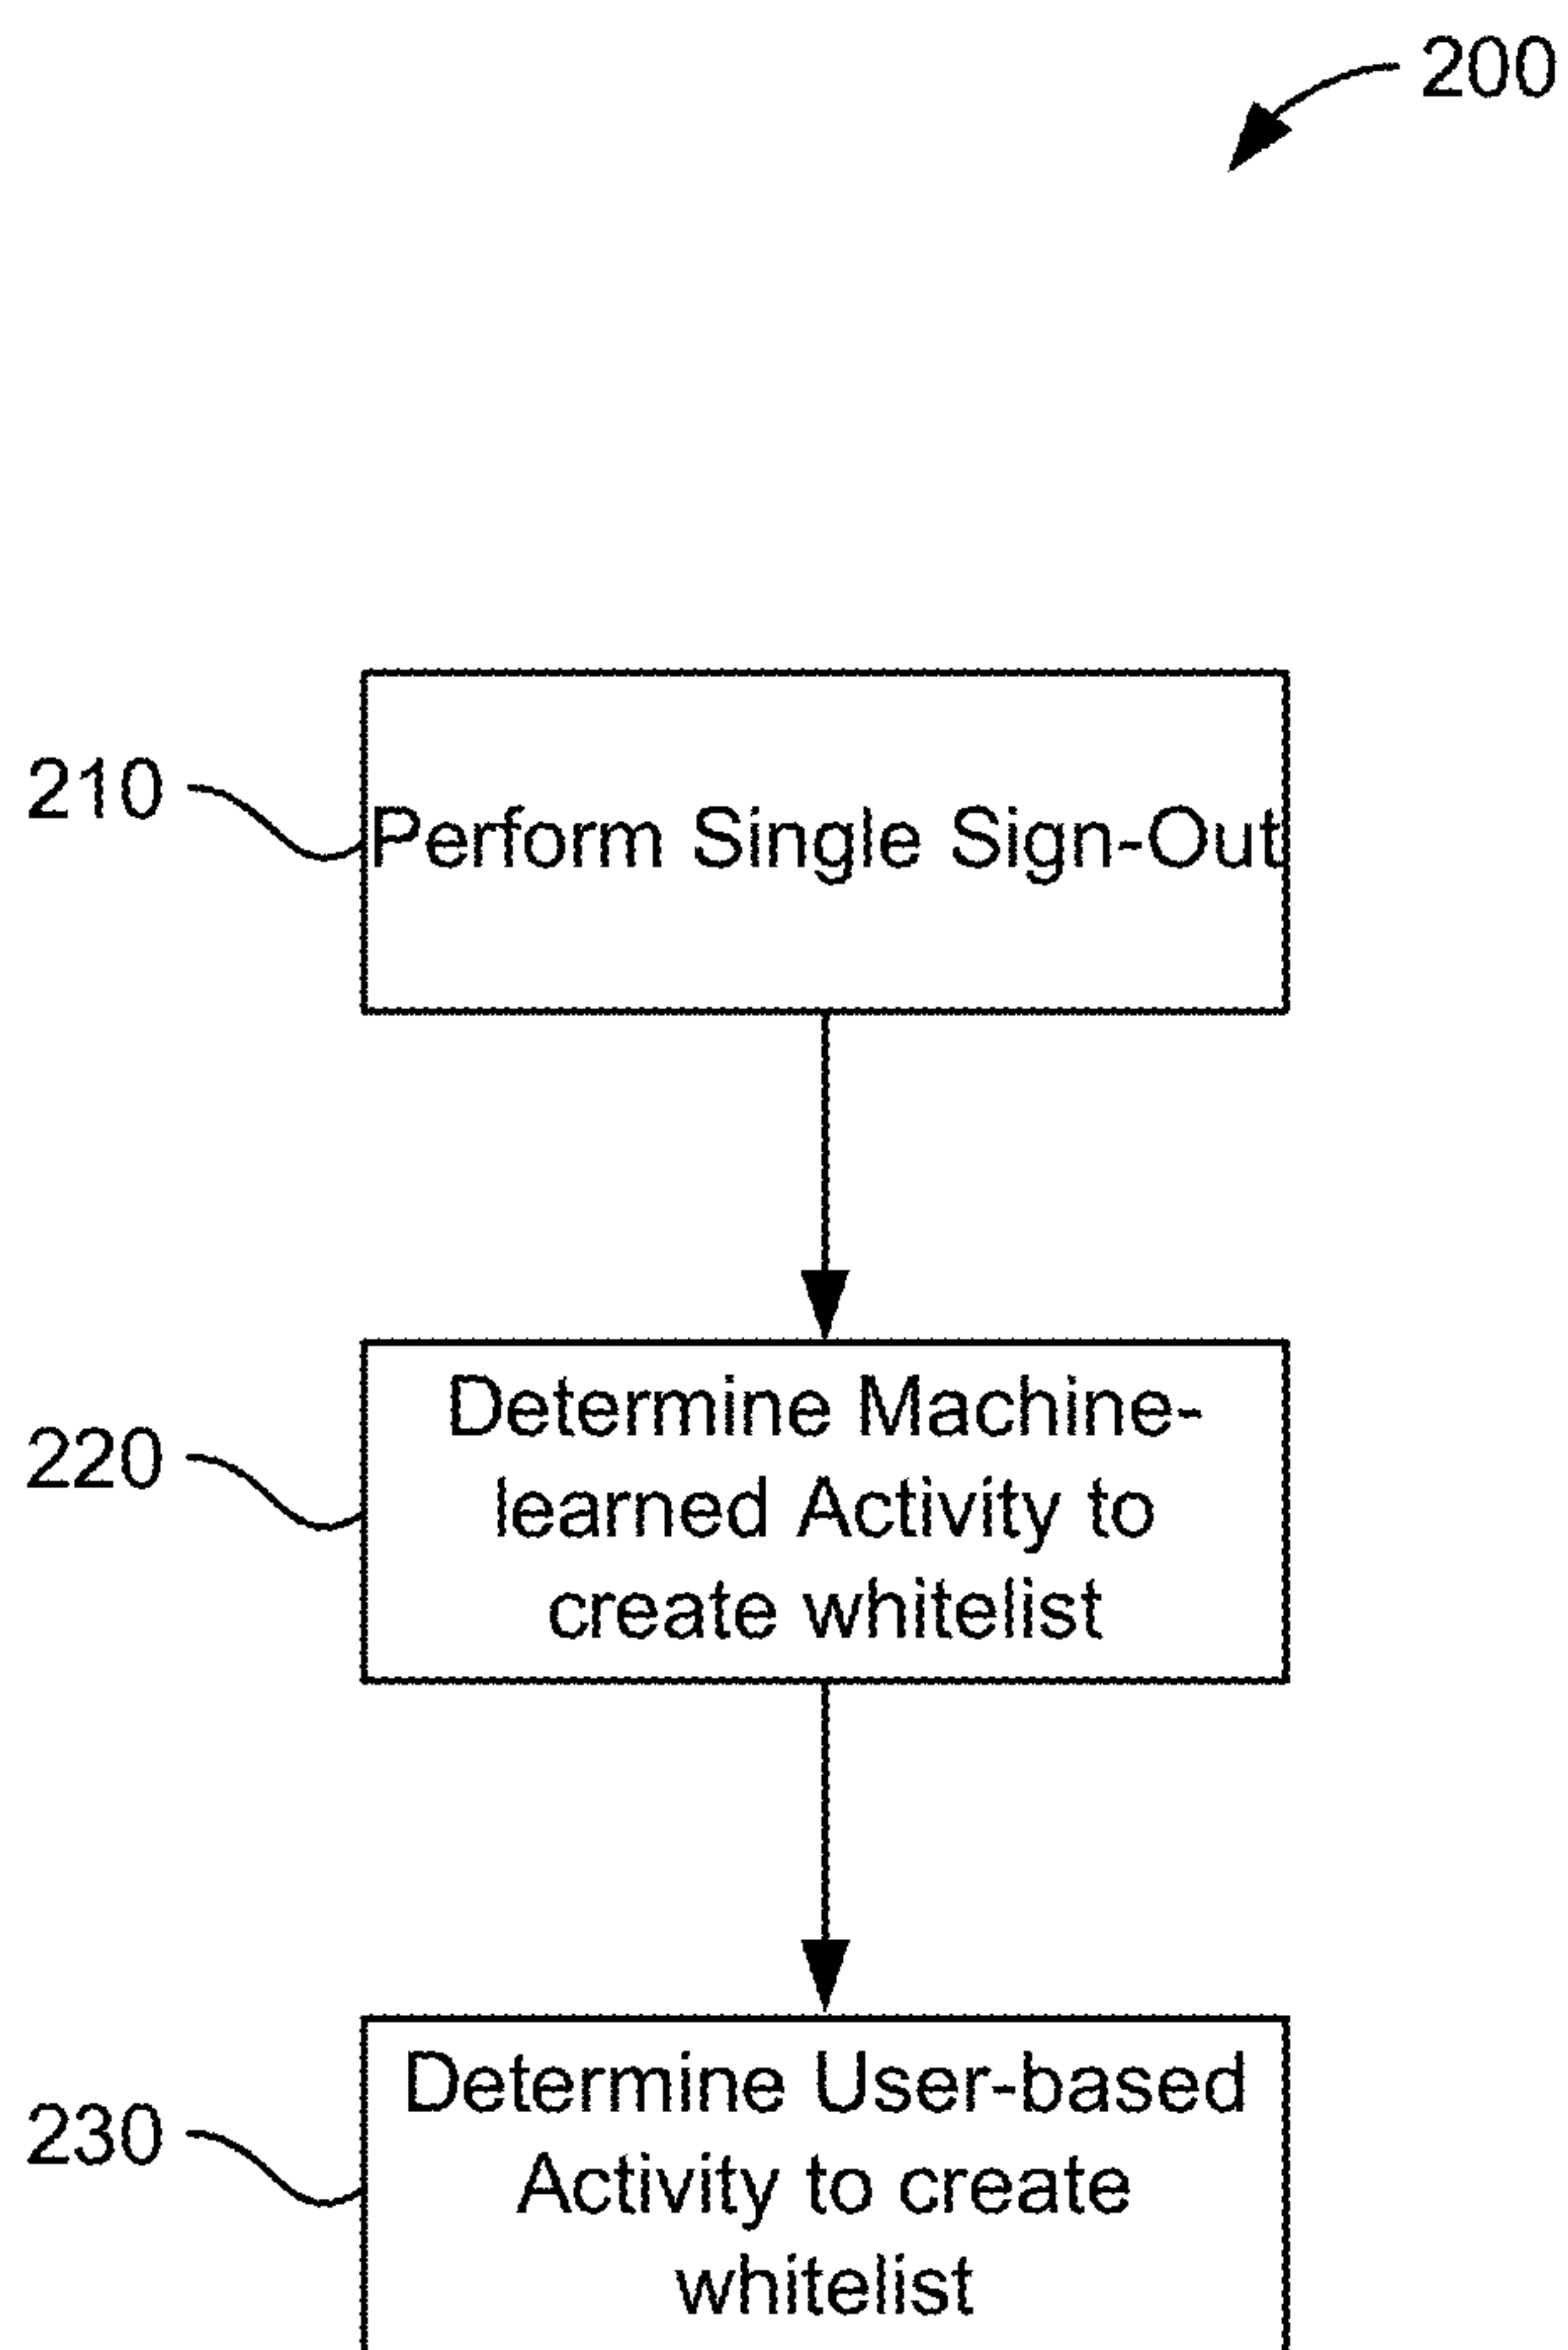 200
210
Perform Single Sign-Out
220
Determine Machine-
learned Activity to
create whitelist
230
Determine User-based
Activity to create
whitelist